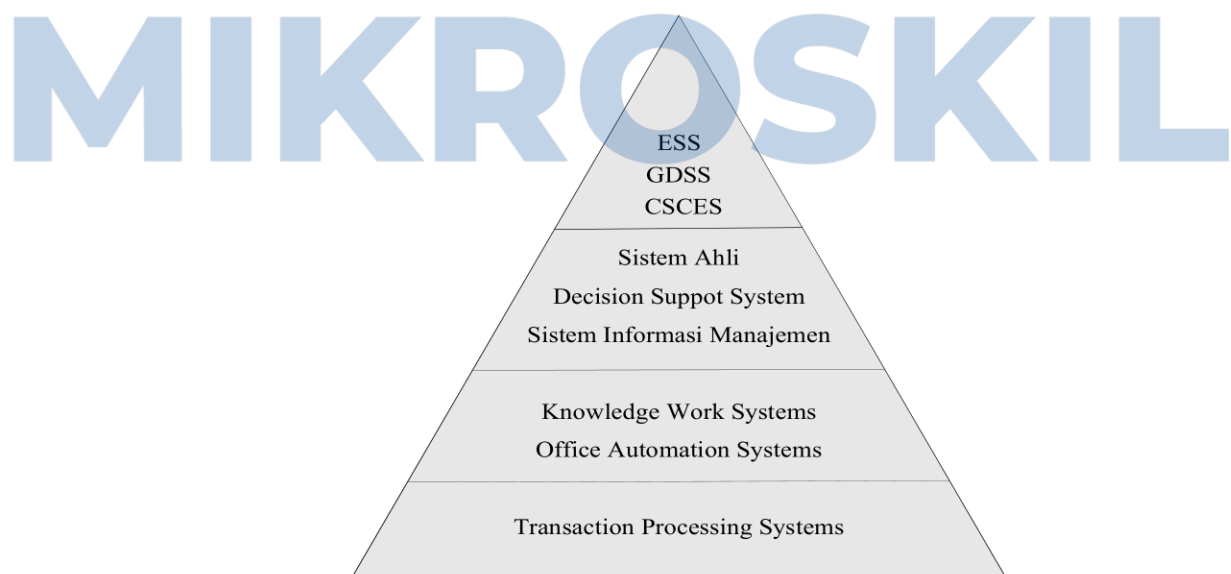 MIKROSKIL
ESS
GDSS
CSCES
Sistem Ahli
Decision Suppot System
Sistem Informasi Manajemen
Knowledge Work Systems
Office Automation Systems
Transaction Processing Systems